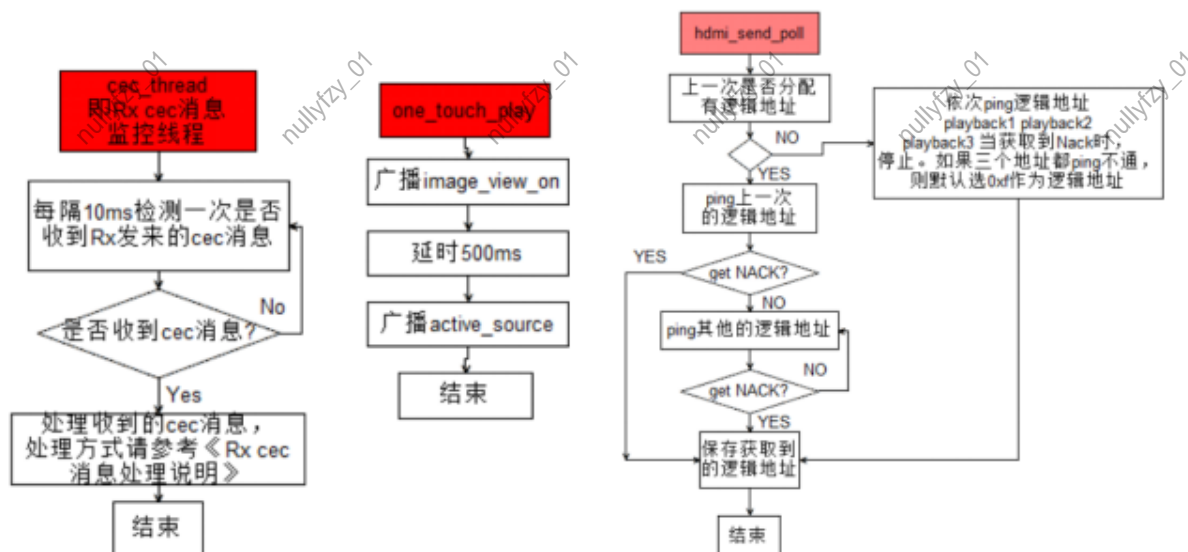 cec_thread
即Rx cec消息
监控线程
每隔10ms检测一次是否
收到Rx发来的cec消息
是否收到cec消息?
No
Yes
处理收到的cec消息，
处理方式请参考《Rx cec
消息处理说明》
结束
one_touch_play
广播image_view_on
延时500ms
广播active_source
结束
hdmi_send_poll
上一次是否分配
有逻辑地址
NO
YES
依次ping逻辑地址
playback1 playback2
playback3 当获取到Nack时，
停止。如果三个地址都ping不通，
则默认选0xf作为逻辑地址
ping上一次
的逻辑地址
YES
get NACK?
NO
ping其他的逻辑地址
NO
get NACK?
YES
保存获取到
的逻辑地址
结束
nullyfzy_01
nullyfzy_01
nullyfzy_01
nullyfzy_01
nullyfzy_01
nullyfzy_01